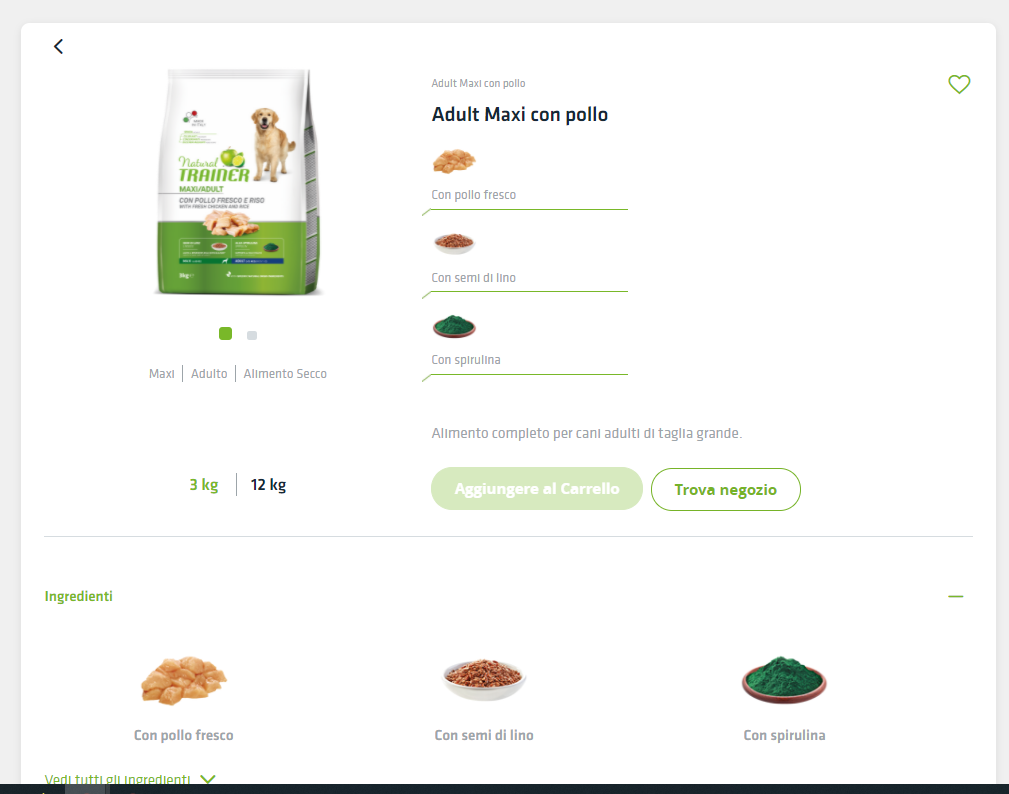 Adult Maxi con pollo
Adult Maxi con pollo
Con pollo fresco
Con semi di lino
Con spirulina
Natural
TRAINER
MAXI/ADULT
CON POLLO FRESCO E RISO
WITH FRESH CHICKEN AND RICE
3kg
Maxi | Adulto | Alimento Secco
Alimento completo per cani adulti di taglia grande.
3 kg | 12 kg
Aggiungere al Carrello
Trova negozio
Ingredienti
Con pollo fresco
Con semi di lino
Con spirulina
Vedi tutti gli ingredienti